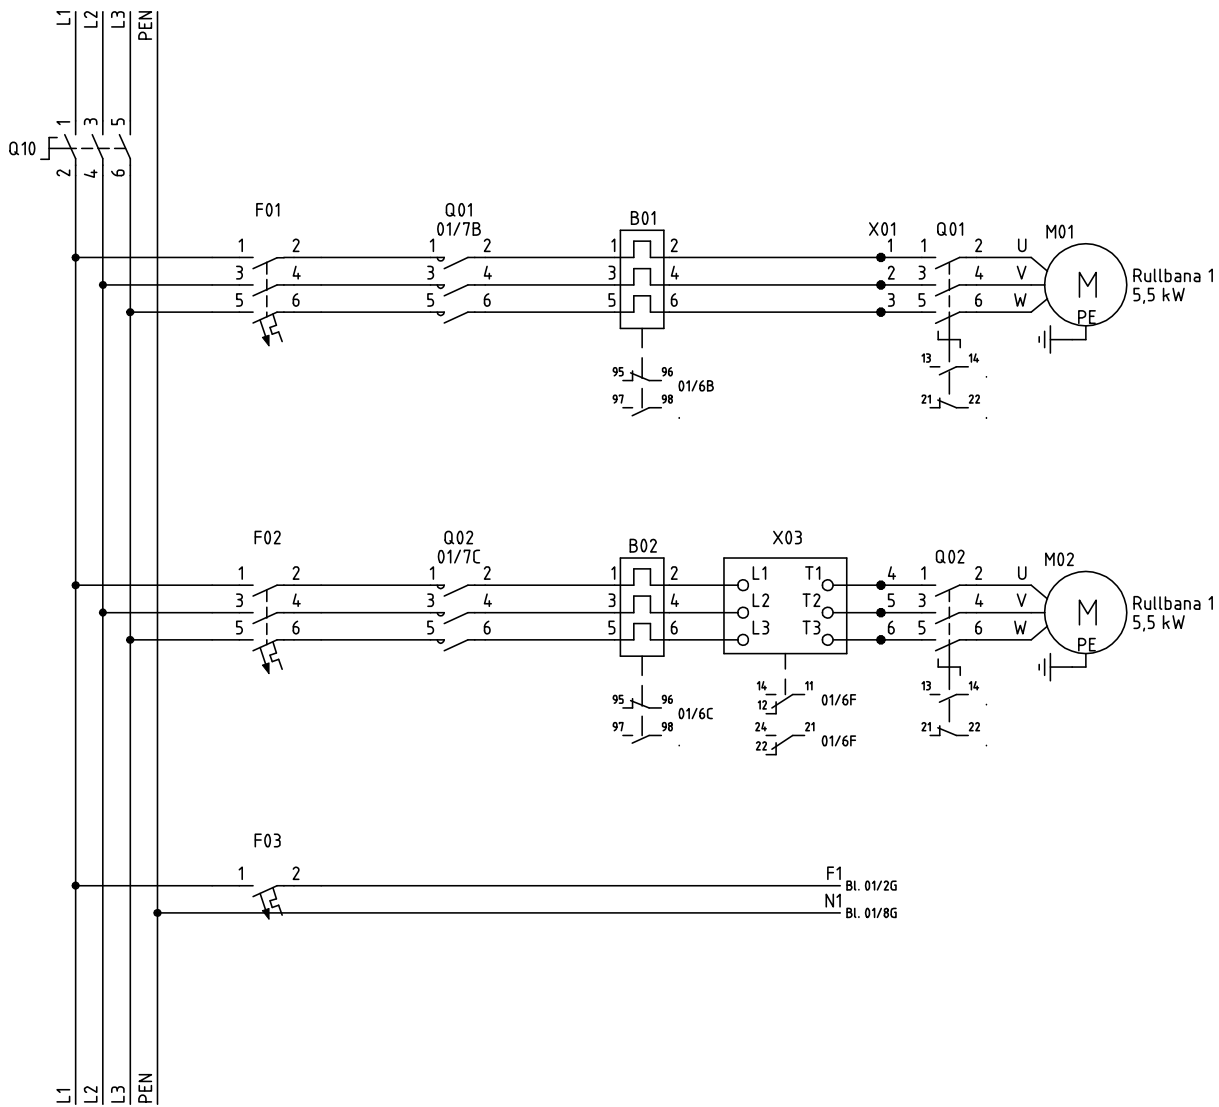 L1 L2 L3 PEN
1 3 5
Q10
2 4 6
F01 Q01 B01 X01 Q01 M01
01/7B
1 2 1 2 1 2 1 1 2 U
3 4 3 4 3 4 2 3 4 V M Rullbana 1
5 6 5 6 5 6 3 5 6 W 5,5 kW
PE
95 96 01/6B 13 14 .
97 98 . 21 22 .
F02 Q02 B02 X03 Q02 M02
01/7C
1 2 1 2 1 2 L1 T1 4 1 2 U
3 4 3 4 3 4 L2 T2 5 3 4 V M Rullbana 1
5 6 5 6 5 6 L3 T3 6 5 6 W 5,5 kW
PE
95 96 01/6C 14 11 13 14 .
12 01/6F
97 98 . 24 21 21 22 .
22 01/6F
F03
1 2 F1 Bl. 01/2G
N1 Bl. 01/8G
L1 L2 L3 PEN